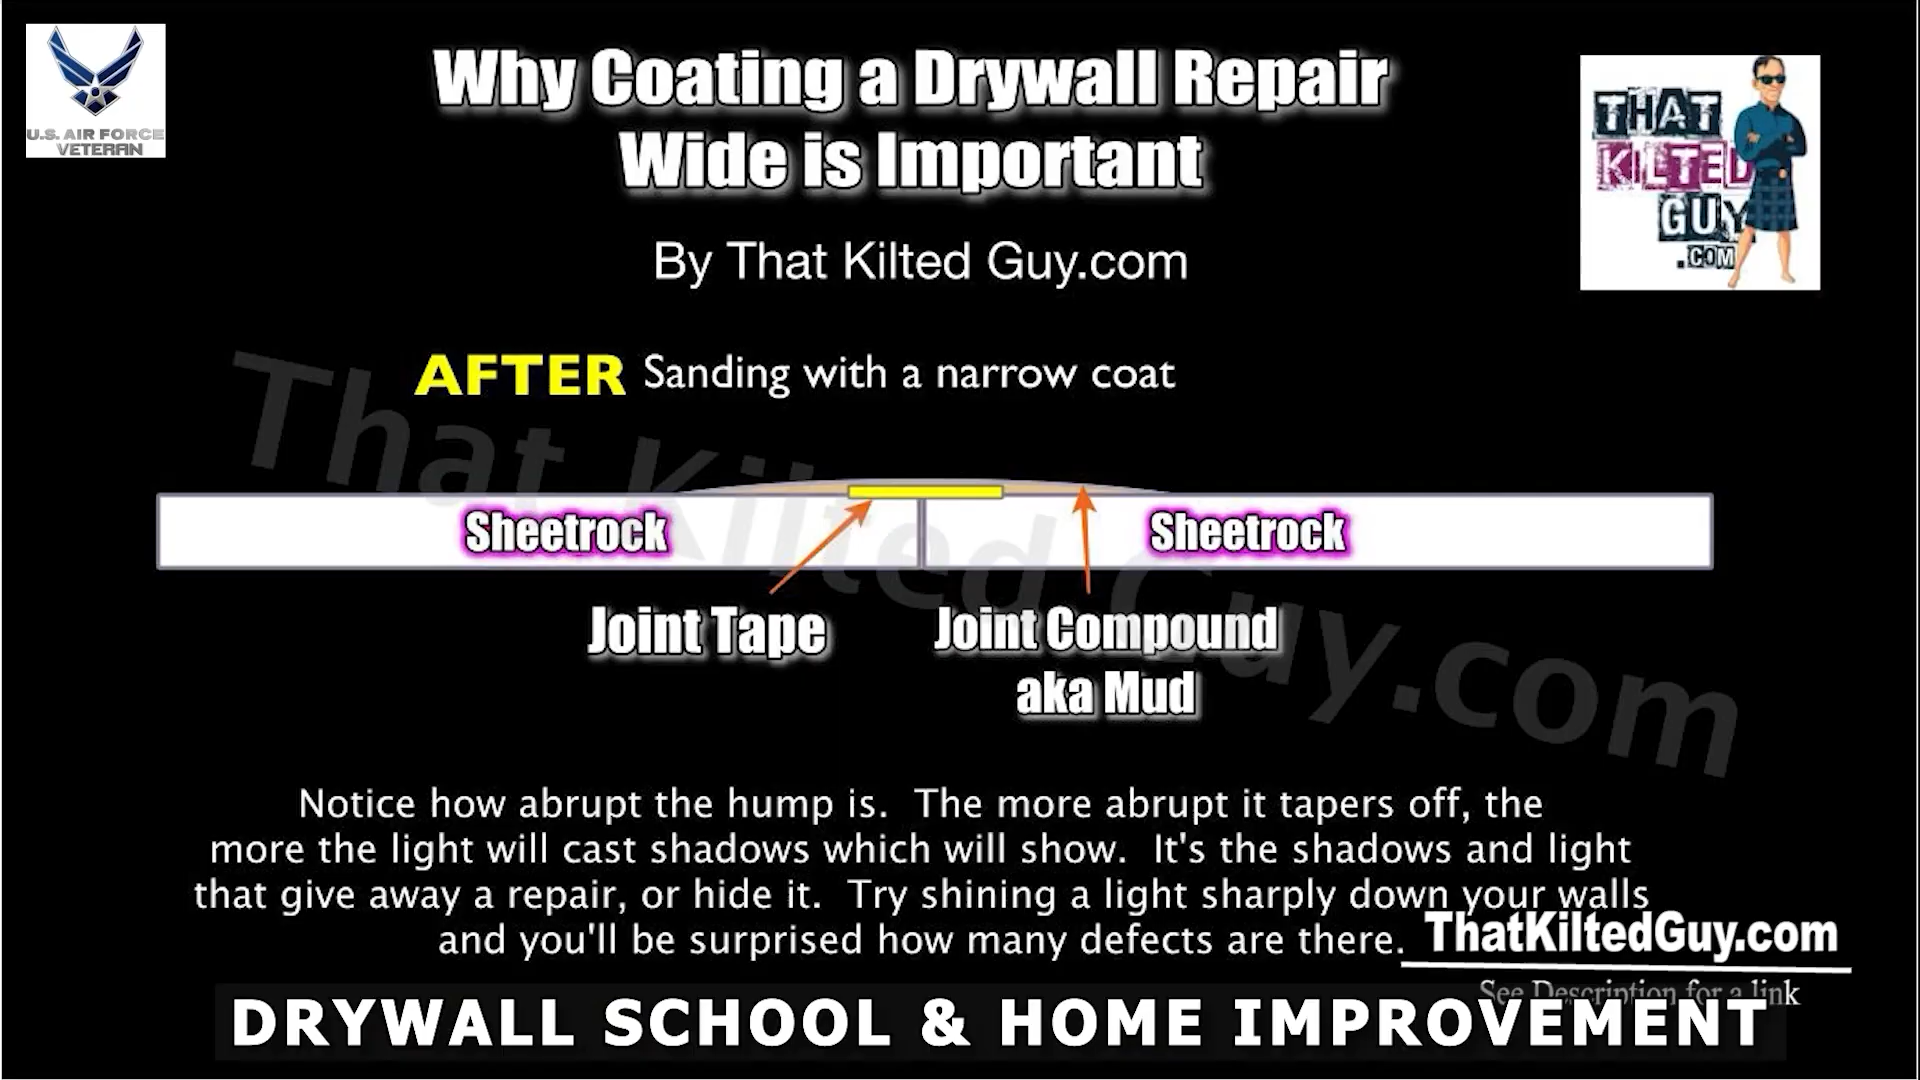 U.S. AIR FORCE
VETERAN
Why Coating a Drywall Repair
Wide is Important
By That Kilted Guy.com
THAT
KILTED
GUY
.COM
AFTER Sanding with a narrow coat
That Kilted Guy.com
Sheetrock
Sheetrock
Joint Tape
Joint Compound
aka Mud
Notice how abrupt the hump is. The more abrupt it tapers off, the
more the light will cast shadows which will show. It's the shadows and light
that give away a repair, or hide it. Try shining a light sharply down your walls
and you'll be surprised how many defects are there.
ThatKiltedGuy.com
See Description for a link
DRYWALL SCHOOL & HOME IMPROVEMENT